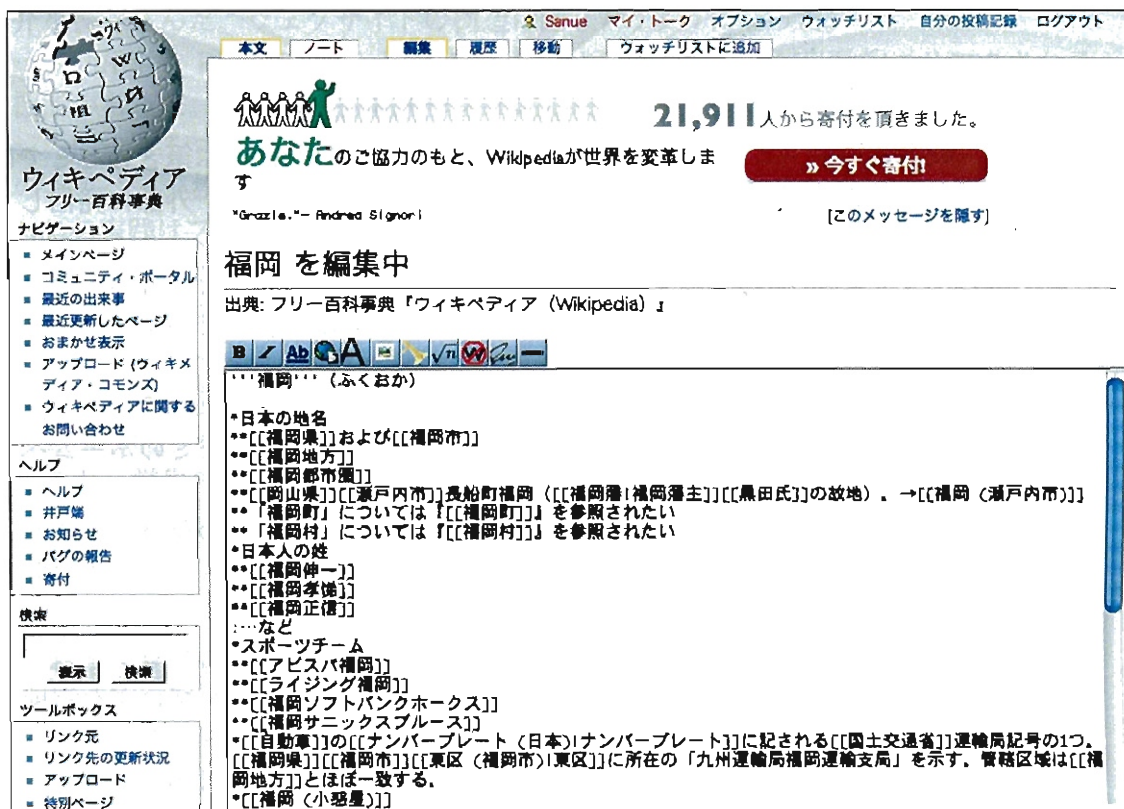 Sanue マイ・トーク オプション ウォッチリスト 自分の投稿記録 ログアウト
本文 ノート 編集 履歴 移動 ウォッチリストに追加
21,911人から寄付を頂きました。
あなたのご協力のもと、Wikipediaが世界を変革しま
す
» 今すぐ寄付!
"Grazie."— Andrea Signori
[このメッセージを隠す]
ウィキペディア
フリー百科事典
ナビゲーション
メインページ
コミュニティ・ポータル
最近の出来事
最近更新したページ
おまかせ表示
アップロード (ウィキメ
ディア・コモンズ)
ウィキペディアに関する
お問い合わせ
ヘルプ
ヘルプ
井戸端
お知らせ
バグの報告
寄付
検索
表示 検索
ツールボックス
リンク元
リンク先の更新状況
アップロード
特別ページ
福岡 を編集中
出典: フリー百科事典『ウィキペディア（Wikipedia）』
B I Ab A √n W
'''福岡'''（ふくおか）
*日本の地名
**[[福岡県]]および[[福岡市]]
**[[福岡地方]]
**[[福岡都市圏]]
**[[岡山県]][[瀬戸内市]]長船町福岡（[[福岡藩|福岡藩主]][[黒田氏]]の故地）。→[[福岡 (瀬戸内市)]]
**「福岡町」については『[[福岡町]]』を参照されたい
**「福岡村」については『[[福岡村]]』を参照されたい
*日本人の姓
**[[福岡伸一]]
**[[福岡孝悌]]
**[[福岡正信]]
:…など
*スポーツチーム
**[[アビスパ福岡]]
**[[ライジング福岡]]
**[[福岡ソフトバンクホークス]]
**[[福岡サニックスブルース]]
*[[自動車]]の[[ナンバープレート (日本)|ナンバープレート]]に記される[[国土交通省]]運輸局記号の1つ。
[[福岡県]][[福岡市]][[東区 (福岡市)|東区]]に所在の「九州運輸局福岡運輸支局」を示す。管轄区域は[[福
岡地方]]とほぼ一致する。
*[[福岡 (小惑星)]]